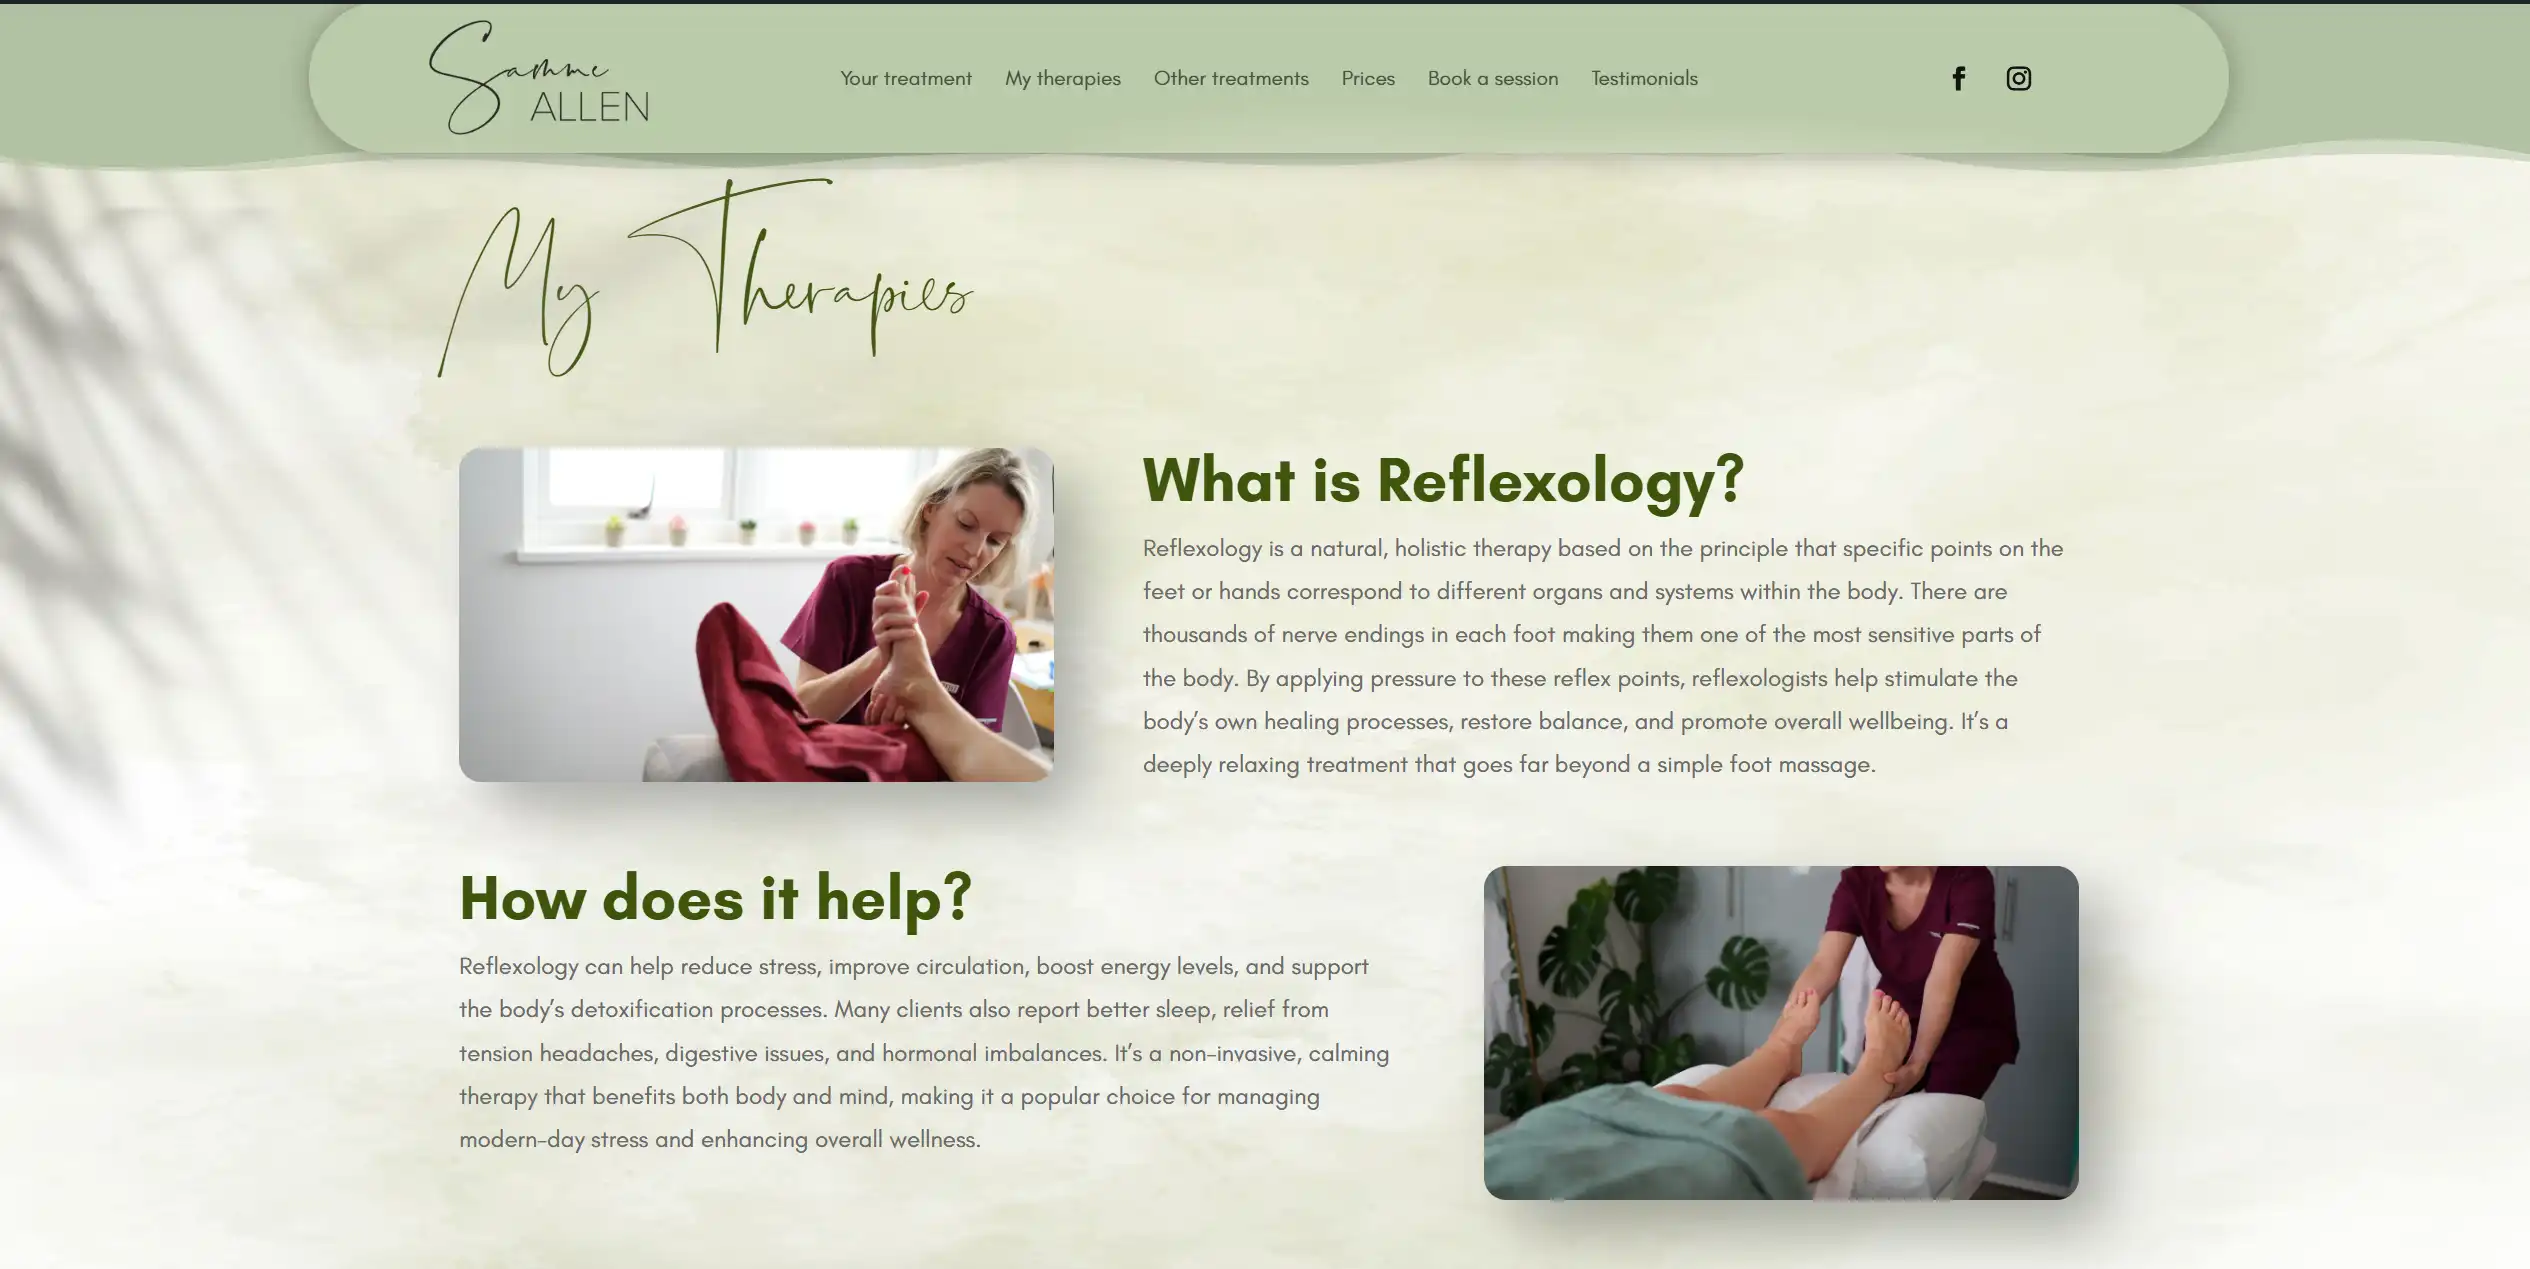 Samme
ALLEN
Your treatment
My therapies
Other treatments
Prices
Book a session
Testimonials
My Therapies
What is Reflexology?
Reflexology is a natural, holistic therapy based on the principle that specific points on the
feet or hands correspond to different organs and systems within the body. There are
thousands of nerve endings in each foot making them one of the most sensitive parts of
the body. By applying pressure to these reflex points, reflexologists help stimulate the
body’s own healing processes, restore balance, and promote overall wellbeing. It’s a
deeply relaxing treatment that goes far beyond a simple foot massage.
How does it help?
Reflexology can help reduce stress, improve circulation, boost energy levels, and support
the body’s detoxification processes. Many clients also report better sleep, relief from
tension headaches, digestive issues, and hormonal imbalances. It’s a non-invasive, calming
therapy that benefits both body and mind, making it a popular choice for managing
modern-day stress and enhancing overall wellness.